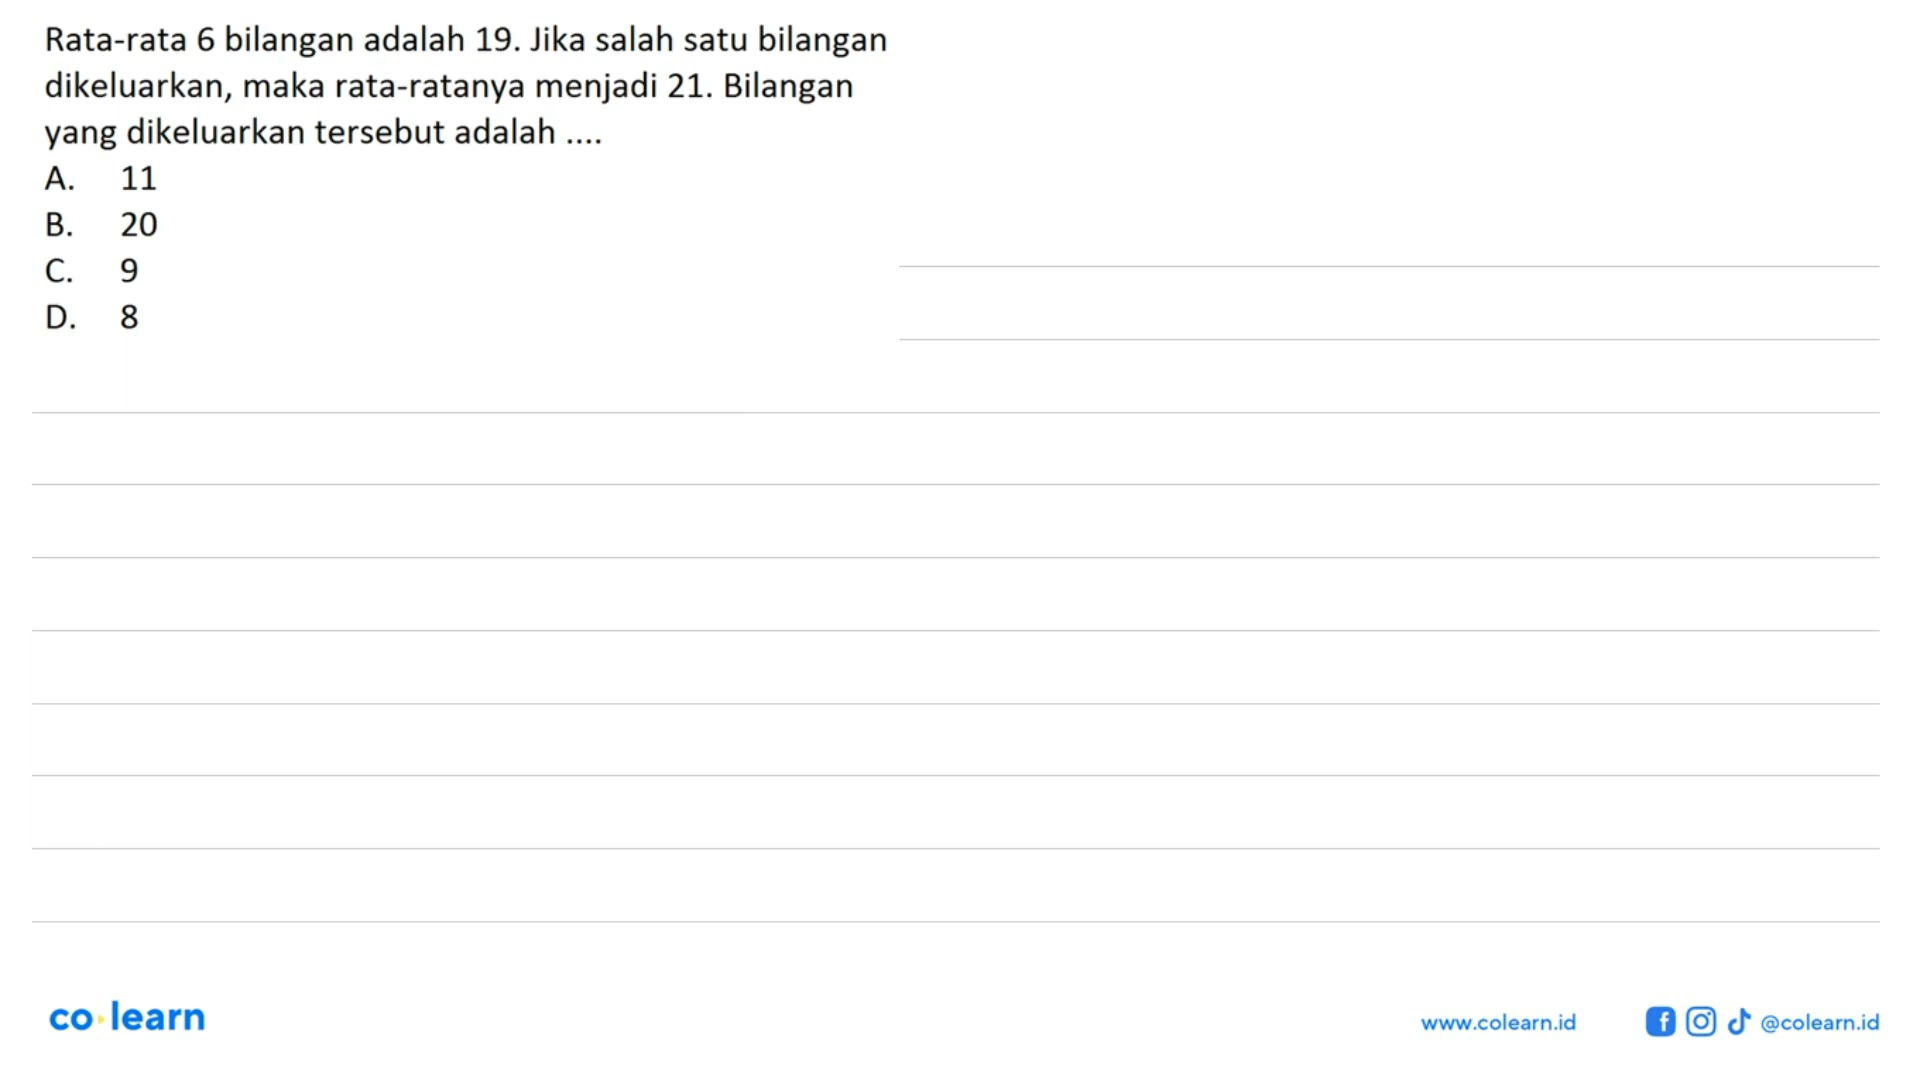 Rata-rata 6 bilangan adalah 19. Jika salah satu bilangan
dikeluarkan, maka rata-ratanya menjadi 21. Bilangan
yang dikeluarkan tersebut adalah ....
A. 11
B. 20
C. 9
D. 8
co learn
www.colearn.id
@colearn.id